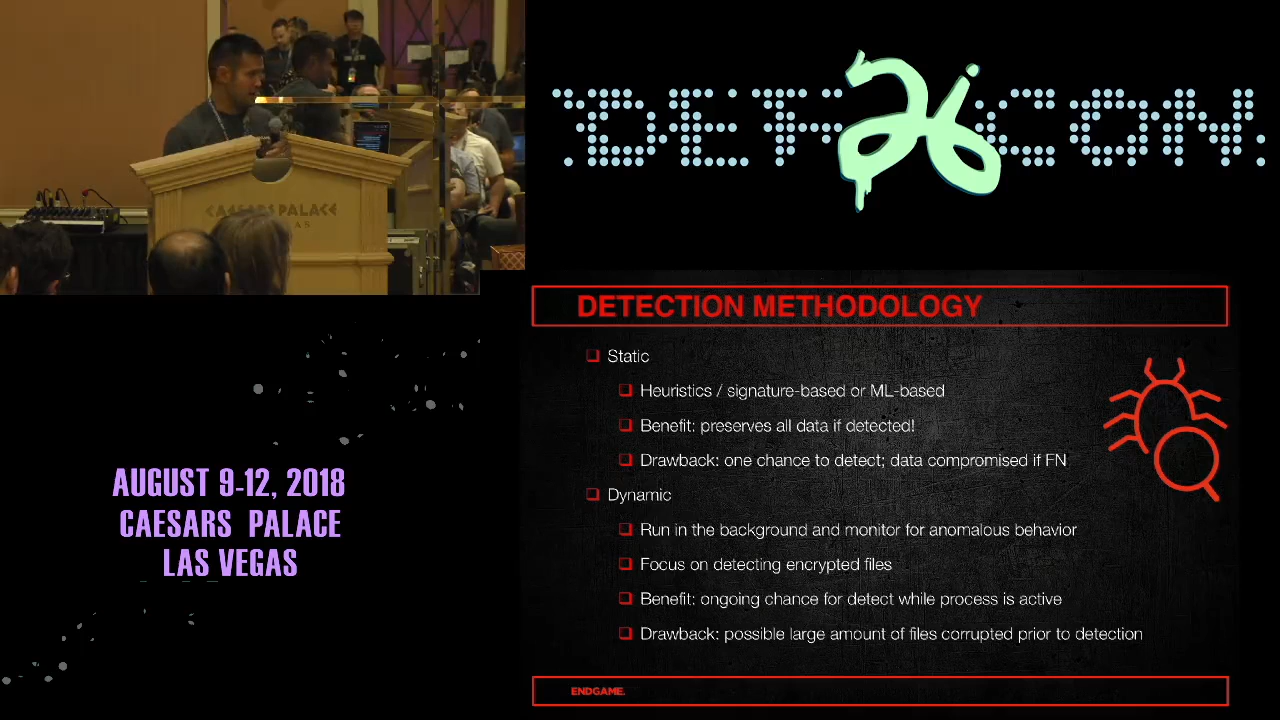 DEF 26 CON
CAESARS PALACE
AUGUST 9-12, 2018
CAESARS PALACE
LAS VEGAS
DETECTION METHODOLOGY
❑ Static
❑ Heuristics / signature-based or ML-based
❑ Benefit: preserves all data if detected!
❑ Drawback: one chance to detect; data compromised if FN
❑ Dynamic
❑ Run in the background and monitor for anomalous behavior
❑ Focus on detecting encrypted files
❑ Benefit: ongoing chance for detect while process is active
❑ Drawback: possible large amount of files corrupted prior to detection
ENDGAME.